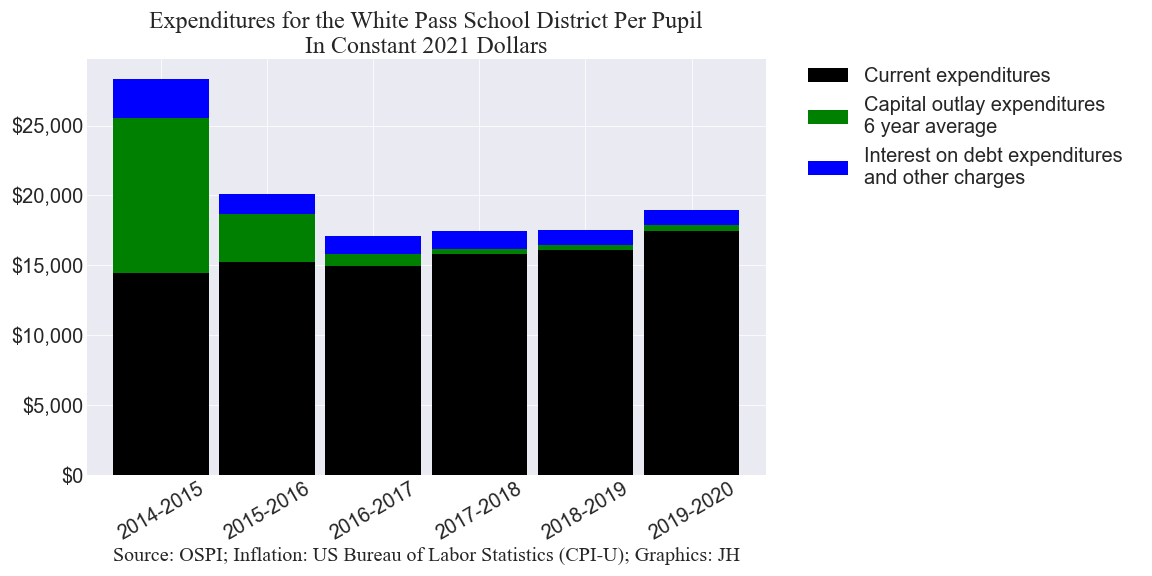 Expenditures for the White Pass School District Per Pupil
In Constant 2021 Dollars
Current expenditures
Capital outlay expenditures
6 year average
Interest on debt expenditures
and other charges
$25,000
$20,000
$15,000
$10,000
$5,000
$0
2014-2015
2015-2016
2016-2017
2017-2018
2018-2019
2019-2020
Source: OSPI; Inflation: US Bureau of Labor Statistics (CPI-U); Graphics: JH